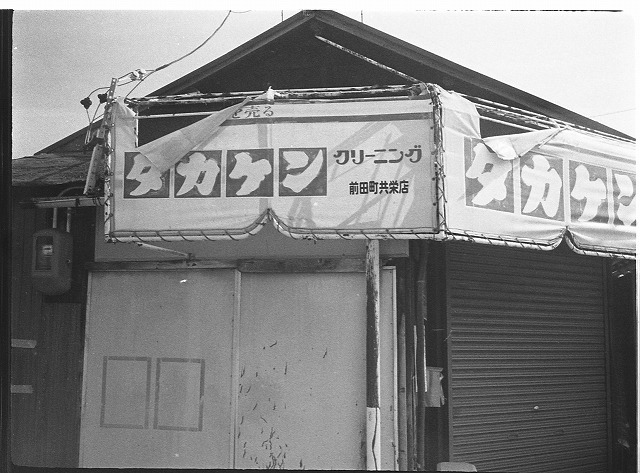 を売る
タカケン
クリーニング
前田町共栄店
タカケン